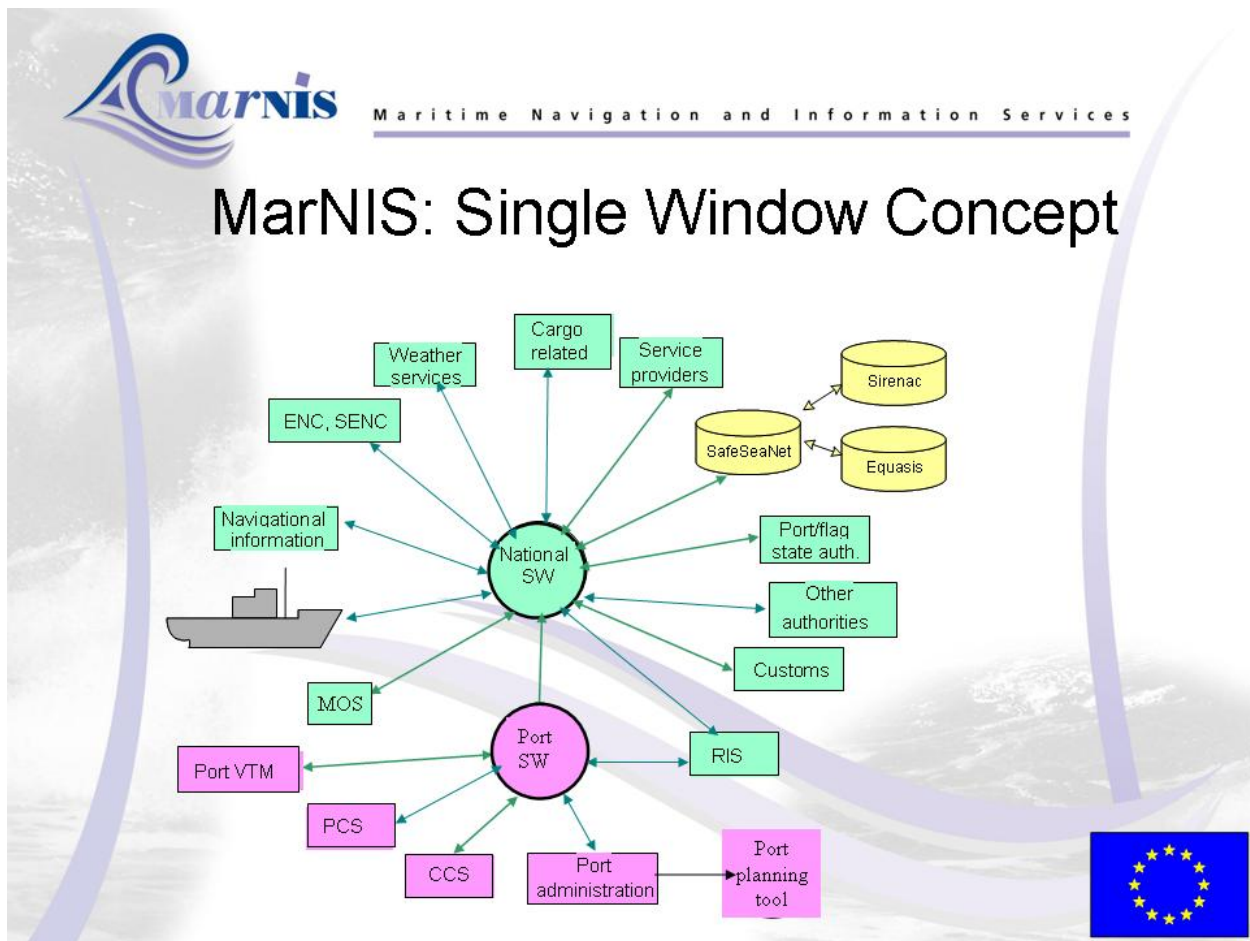 MarNIS
Maritime Navigation and Information Services
MarNIS: Single Window Concept
Cargo
related
Weather
services
Service
providers
Sirenac
ENC, SENC
SafeSeaNet
Equasis
Navigational
information
National
SW
Port/flag
state auth.
Other
authorities
Customs
MOS
Port
SW
RIS
Port VTM
PCS
CCS
Port
administration
Port
planning
tool